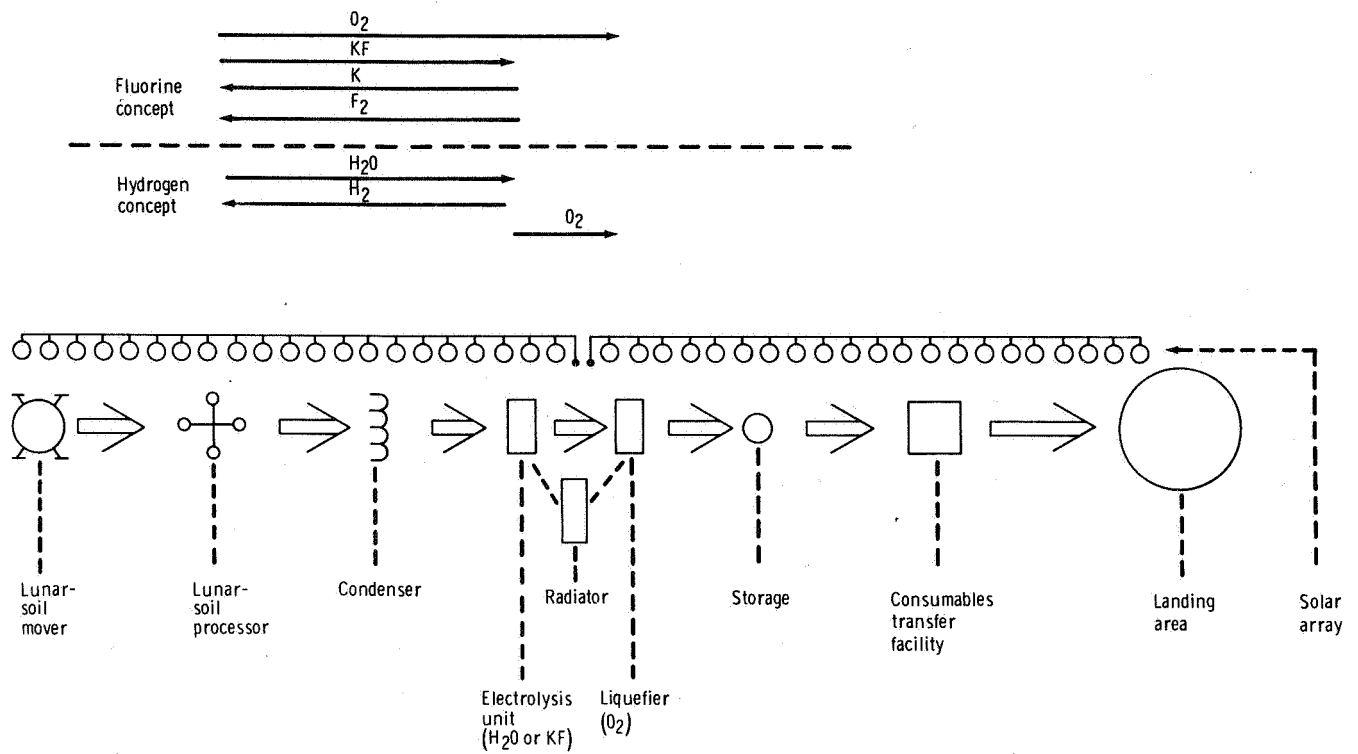 O2
KF
K
F2
Fluorine
concept
H2O
H2
O2
Hydrogen
concept
Lunar-
soil
mover
Lunar-
soil
processor
Condenser
Electrolysis
unit
(H2O or KF)
Radiator
Liquefier
(O2)
Storage
Consumables
transfer
facility
Landing
area
Solar
array